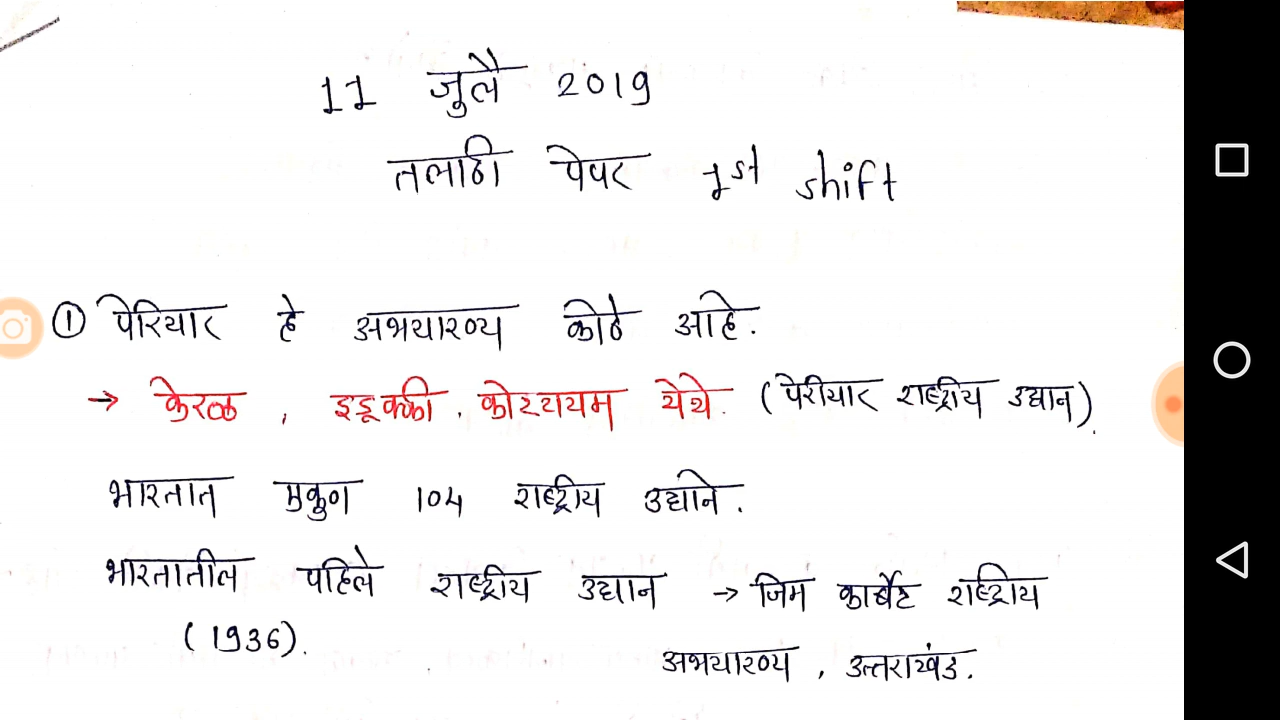 11 जुलै 2019
तलाठी पेपर 1st shift
① पेरियार हे अभयारण्य कोठे आहे.
→ केरळ, इडूक्की, कोट्टयम येथे. (पेरीयार राष्ट्रीय उद्यान).
भारतात एकुण 104 राष्ट्रीय उद्याने.
भारतातील पहिले राष्ट्रीय उद्यान → जिम कार्बेट राष्ट्रीय
(1936).
अभयारण्य, उत्तराखंड.